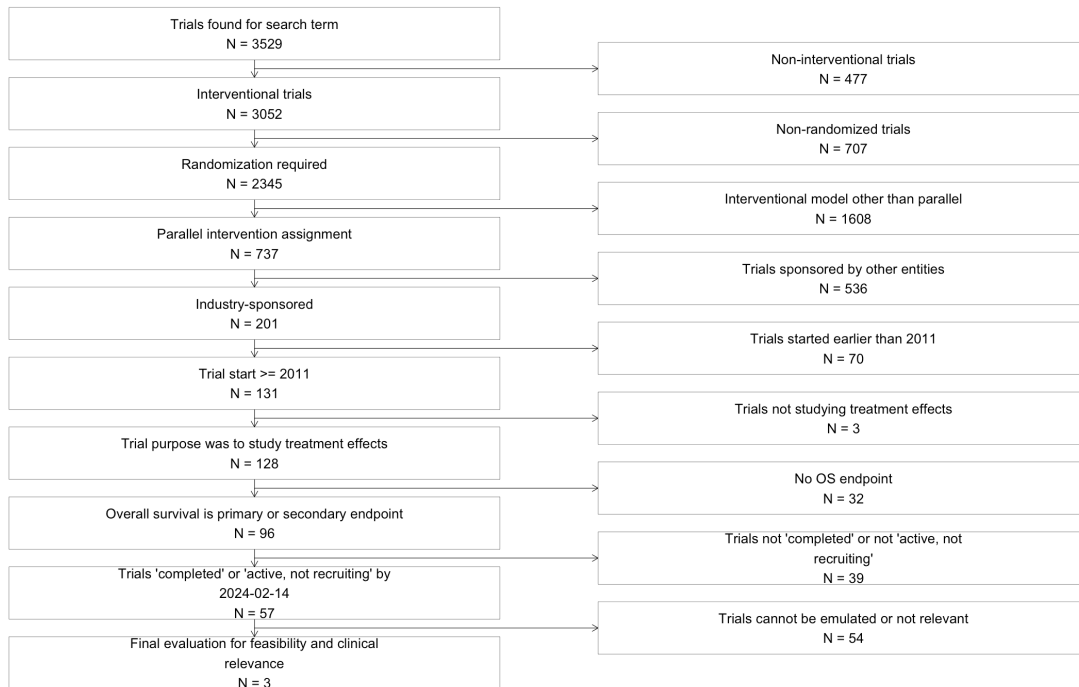 Trials found for search term
N = 3529
Non-interventional trials
N = 477
Interventional trials
N = 3052
Non-randomized trials
N = 707
Randomization required
N = 2345
Interventional model other than parallel
N = 1608
Parallel intervention assignment
N = 737
Trials sponsored by other entities
N = 536
Industry-sponsored
N = 201
Trials started earlier than 2011
N = 70
Trial start >= 2011
N = 131
Trials not studying treatment effects
N = 3
Trial purpose was to study treatment effects
N = 128
No OS endpoint
N = 32
Overall survival is primary or secondary endpoint
N = 96
Trials not 'completed' or not 'active, not
recruiting'
N = 39
Trials 'completed' or 'active, not recruiting' by
2024-02-14
N = 57
Trials cannot be emulated or not relevant
N = 54
Final evaluation for feasibility and clinical
relevance
N = 3